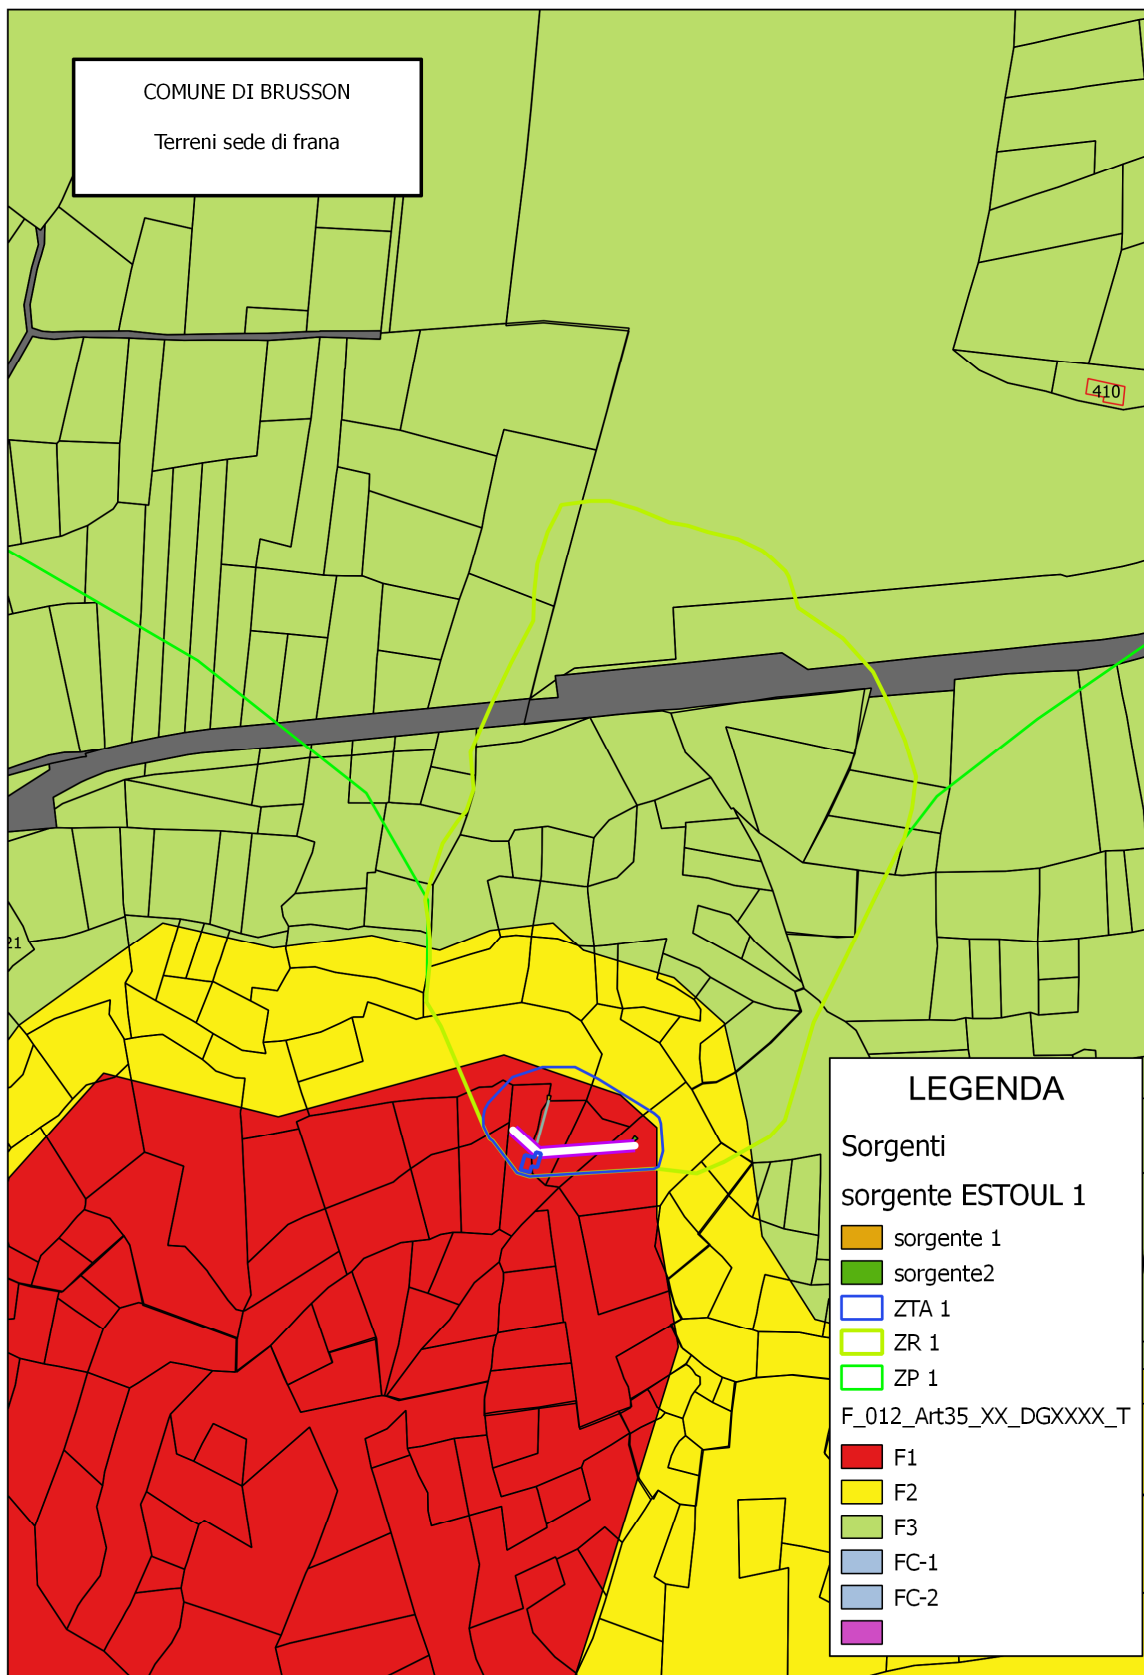 COMUNE DI BRUSSON
Terreni sede di frana
410
21
LEGENDA
Sorgenti
sorgente ESTOUL 1
sorgente 1
sorgente2
ZTA 1
ZR 1
ZP 1
F_012_Art35_XX_DGXXXX_T
F1
F2
F3
FC-1
FC-2